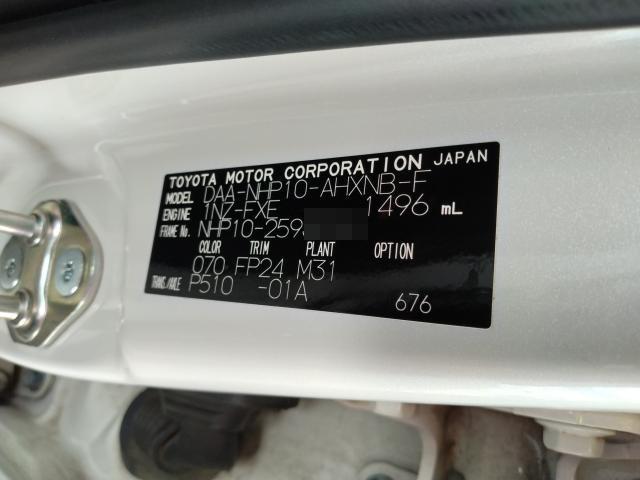 TOYOTA MOTOR CORPORATION JAPAN
MODEL DAA-NHP10-AHXNB-F
ENGINE 1NZ-FXE 1496 mL
FRAME No. NHP10-259
COLOR TRIM PLANT OPTION
070 FP24 M31
TRANS./AXLE P510 -01A 676